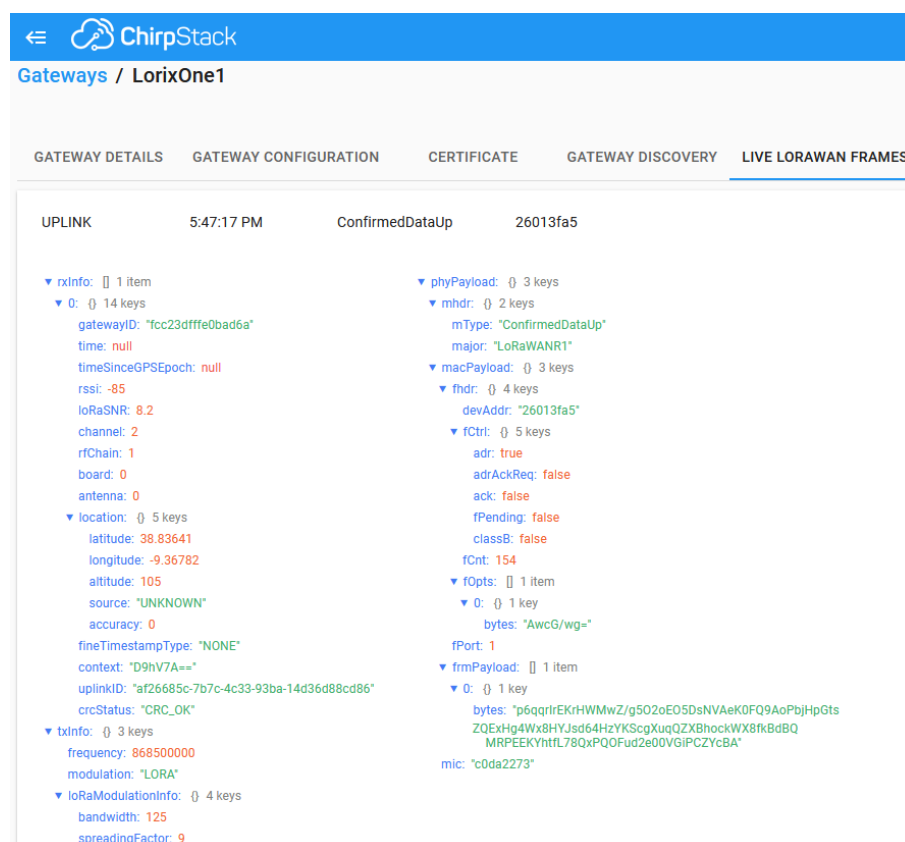 ChirpStack
Gateways / LorixOne1
GATEWAY DETAILS GATEWAY CONFIGURATION CERTIFICATE GATEWAY DISCOVERY LIVE LORAWAN FRAMES
UPLINK 5:47:17 PM ConfirmedDataUp 26013fa5
▼ rxInfo: [] 1 item
▼ 0: {} 14 keys
gatewayID: "fcc23dfffe0bad6a"
time: null
timeSinceGPSEpoch: null
rssi: -85
loRaSNR: 8.2
channel: 2
rfChain: 1
board: 0
antenna: 0
▼ location: {} 5 keys
latitude: 38.83641
longitude: -9.36782
altitude: 105
source: "UNKNOWN"
accuracy: 0
fineTimestampType: "NONE"
context: "D9hV7A=="
uplinkID: "af26685c-7b7c-4c33-93ba-14d36d88cd86"
crcStatus: "CRC_OK"
▼ txInfo: {} 3 keys
frequency: 868500000
modulation: "LORA"
▼ loRaModulationInfo: {} 4 keys
bandwidth: 125
spreadingFactor: 9
▼ phyPayload: {} 3 keys
▼ mhdr: {} 2 keys
mType: "ConfirmedDataUp"
major: "LoRaWANR1"
▼ macPayload: {} 3 keys
▼ fhdr: {} 4 keys
devAddr: "26013fa5"
▼ fCtrl: {} 5 keys
adr: true
adrAckReq: false
ack: false
fPending: false
classB: false
fCnt: 154
▼ fOpts: [] 1 item
▼ 0: {} 1 key
bytes: "AwcG/wg="
fPort: 1
▼ frmPayload: [] 1 item
▼ 0: {} 1 key
bytes: "p6qqrIrEKrHWMwZ/g5O2oEO5DsNVAeK0FQ9AoPbjHpGts
ZQExHg4Wx8HYJsd64HzYKScgXuqQZXBhockWX8fkBdBQ
MRPEEKYhtfL78QxPQOFud2e00VGiPCZYcBA"
mic: "c0da2273"